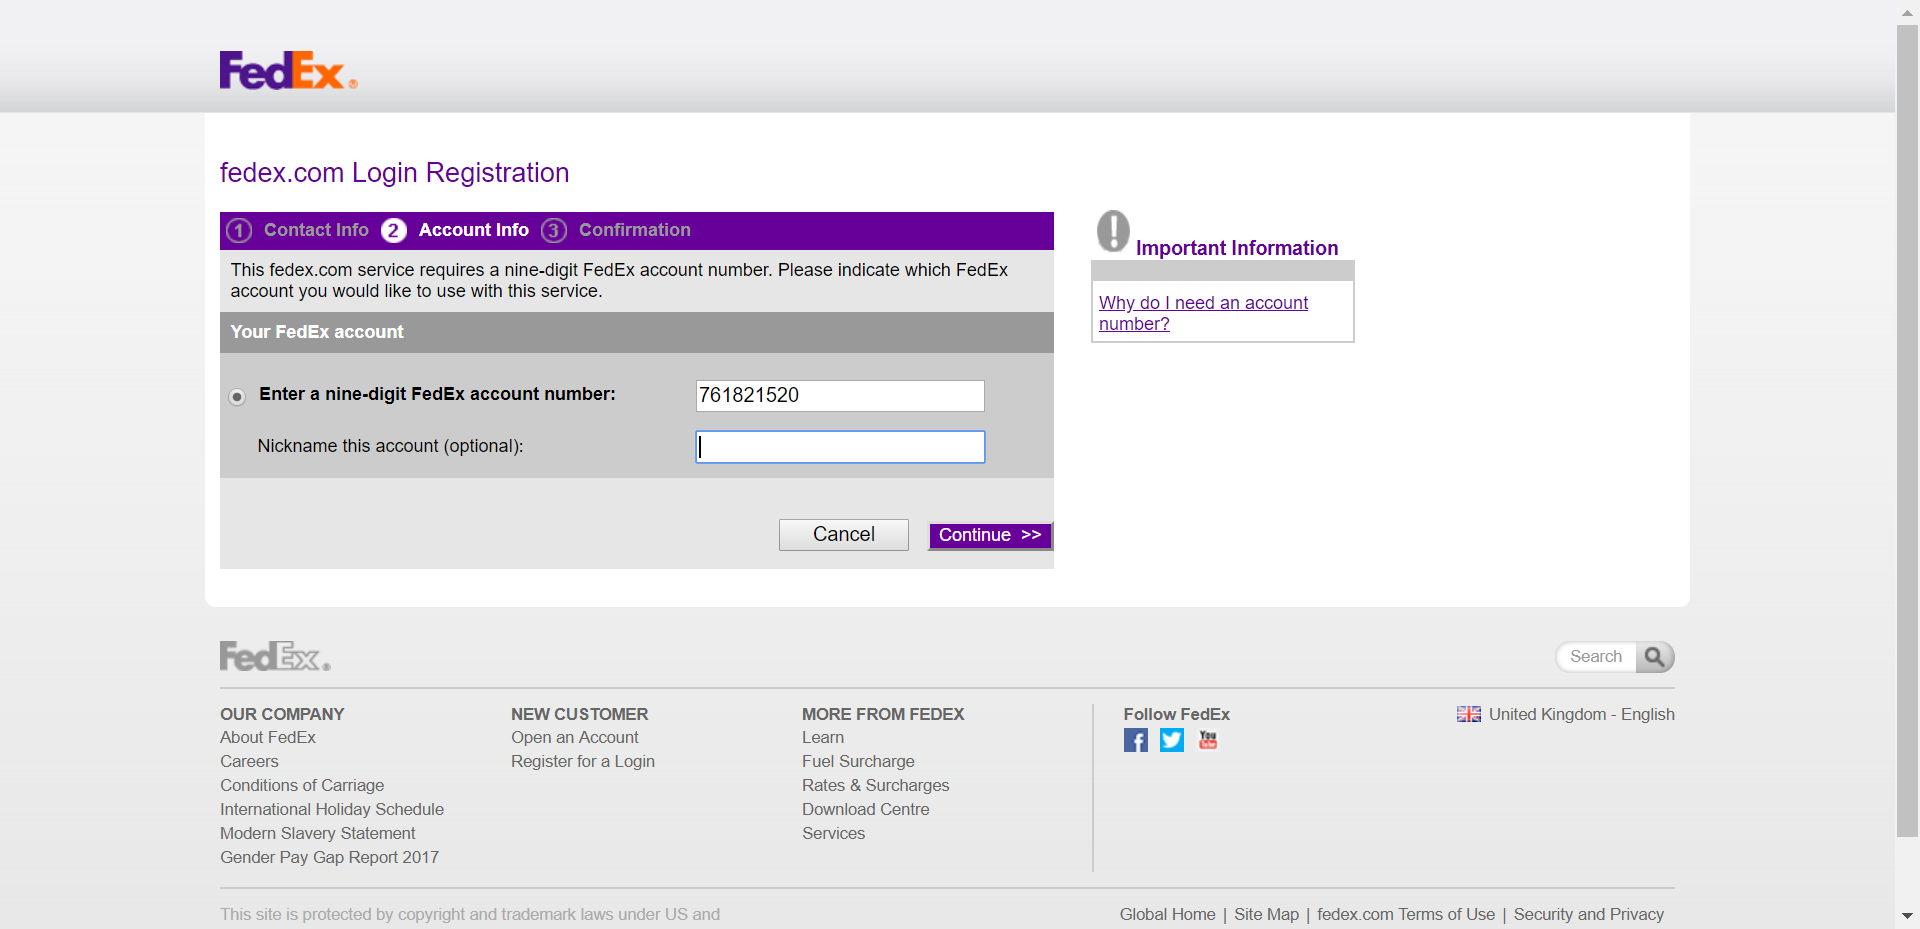 FedEx®
fedex.com Login Registration
1 Contact Info 2 Account Info 3 Confirmation
This fedex.com service requires a nine-digit FedEx account number. Please indicate which FedEx
account you would like to use with this service.
Your FedEx account
Enter a nine-digit FedEx account number: 761821520
Nickname this account (optional):
Cancel Continue >>
! Important Information
Why do I need an account
number?
FedEx®
Search
OUR COMPANY
About FedEx
Careers
Conditions of Carriage
International Holiday Schedule
Modern Slavery Statement
Gender Pay Gap Report 2017
NEW CUSTOMER
Open an Account
Register for a Login
MORE FROM FEDEX
Learn
Fuel Surcharge
Rates & Surcharges
Download Centre
Services
Follow FedEx
f You Tube
United Kingdom - English
This site is protected by copyright and trademark laws under US and
Global Home | Site Map | fedex.com Terms of Use | Security and Privacy